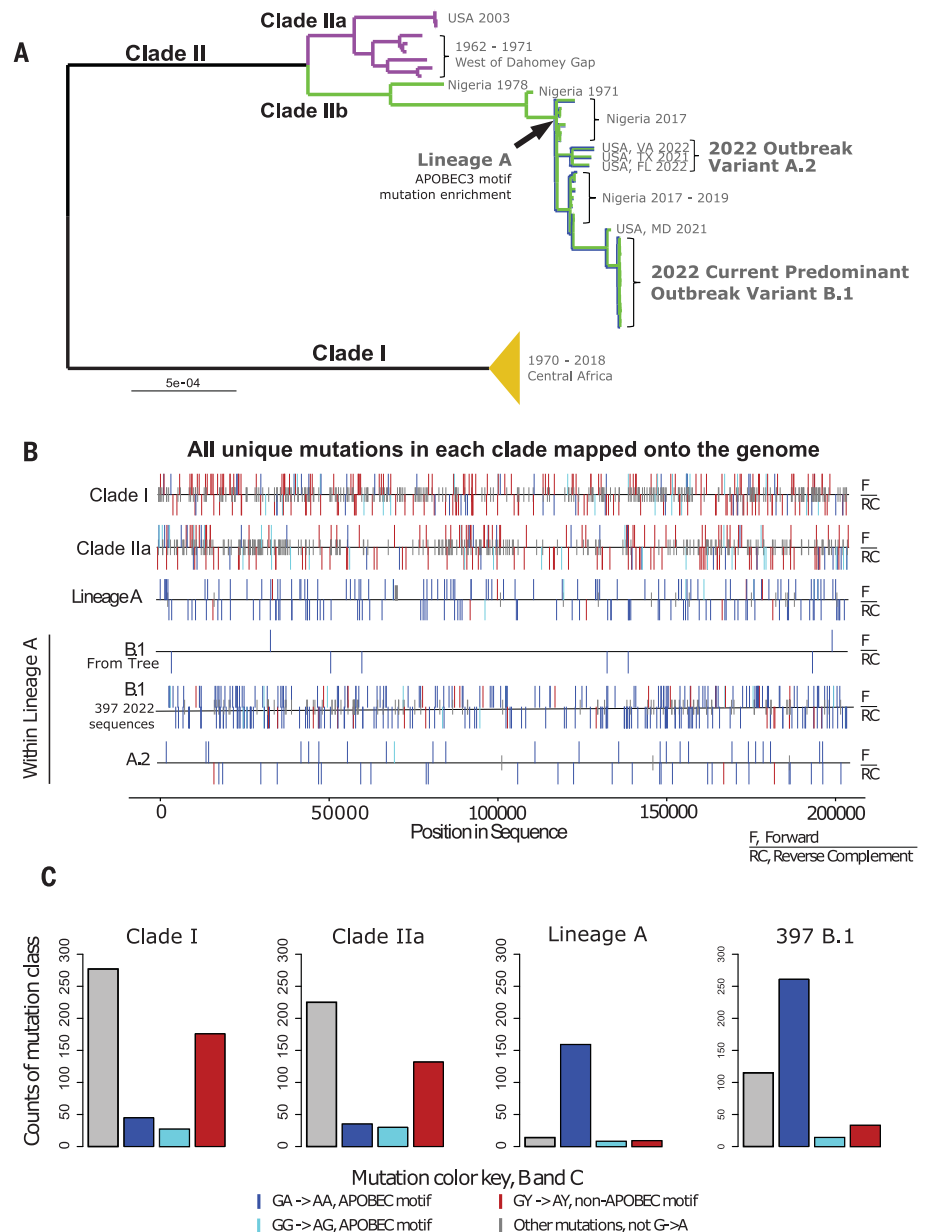 A
Clade IIa
USA 2003
1962 - 1971
West of Dahomey Gap
Clade II
Nigeria 1978
Nigeria 1971
Clade IIb
Nigeria 2017
Lineage A
APOBEC3 motif
mutation enrichment
USA, VA 2022
USA, TX 2021
USA, FL 2022
2022 Outbreak
Variant A.2
Nigeria 2017 - 2019
USA, MD 2021
2022 Current Predominant
Outbreak Variant B.1
Clade I
1970 - 2018
Central Africa
5e-04
B
All unique mutations in each clade mapped onto the genome
Clade I
F
RC
Clade IIa
F
RC
Lineage A
F
RC
Within Lineage A
B.1
From Tree
F
RC
B.1
397 2022
sequences
F
RC
A.2
F
RC
0 50000 100000 150000 200000
Position in Sequence
F, Forward
RC, Reverse Complement
C
Counts of mutation class
Clade I
0 50 100 150 200 250 300
Clade IIa
0 50 100 150 200 250 300
Lineage A
0 50 100 150 200 250 300
397 B.1
0 50 100 150 200 250 300
Mutation color key, B and C
GA -> AA, APOBEC motif
GY -> AY, non-APOBEC motif
GG -> AG, APOBEC motif
Other mutations, not G->A